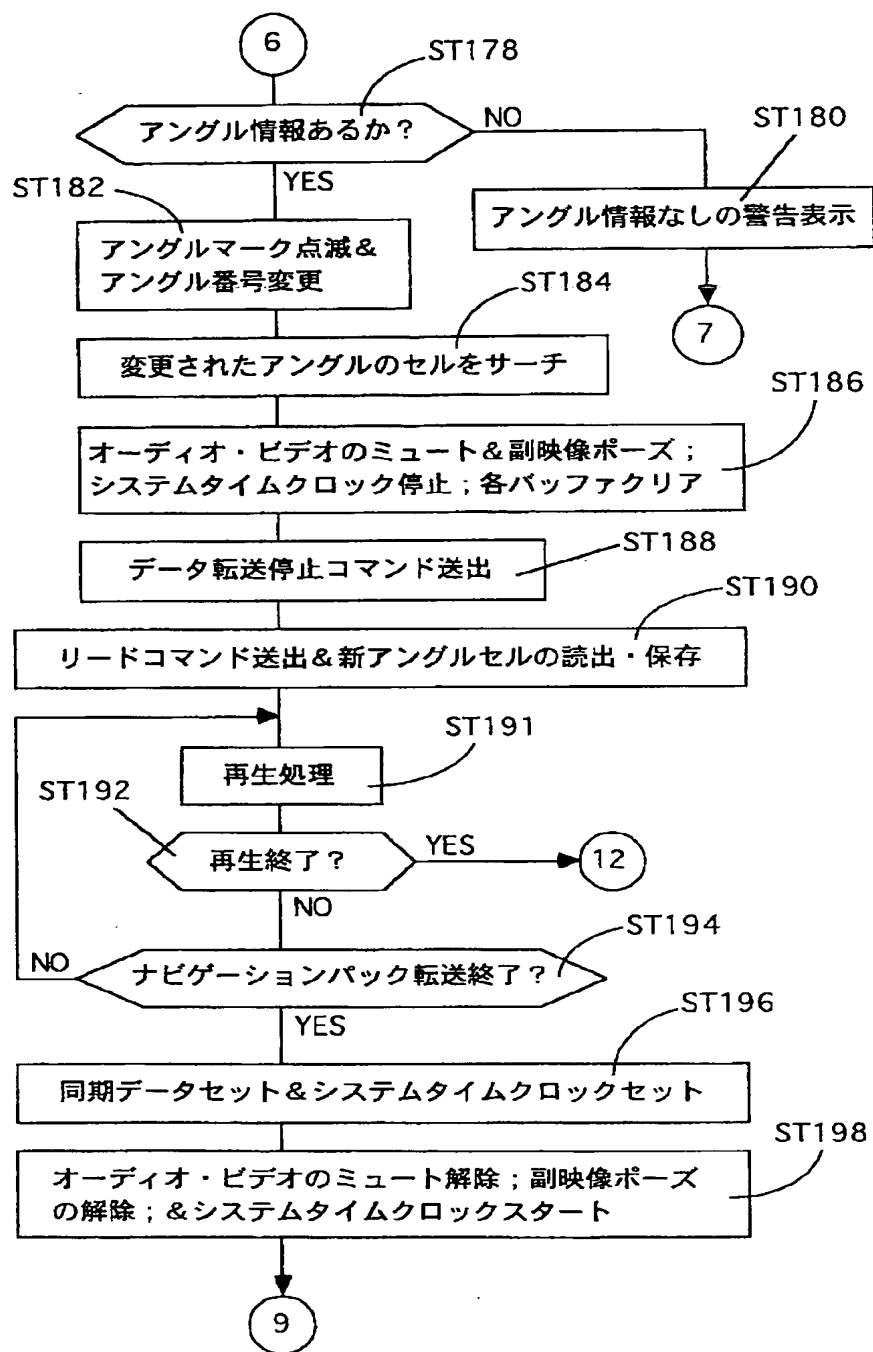 6
ST178
アングル情報あるか？
NO
ST180
YES
ST182
アングル情報なしの警告表示
アングルマーク点滅＆
アングル番号変更
ST184
7
変更されたアングルのセルをサーチ
ST186
オーディオ・ビデオのミュート＆副映像ポーズ；
システムタイムクロック停止；各バッファクリア
ST188
データ転送停止コマンド送出
ST190
リードコマンド送出＆新アングルセルの読出・保存
ST191
再生処理
ST192
再生終了？
YES
12
NO
ST194
NO
ナビゲーションパック転送終了？
ST196
YES
同期データセット＆システムタイムクロックセット
ST198
オーディオ・ビデオのミュート解除；副映像ポーズ
の解除；＆システムタイムクロックスタート
9